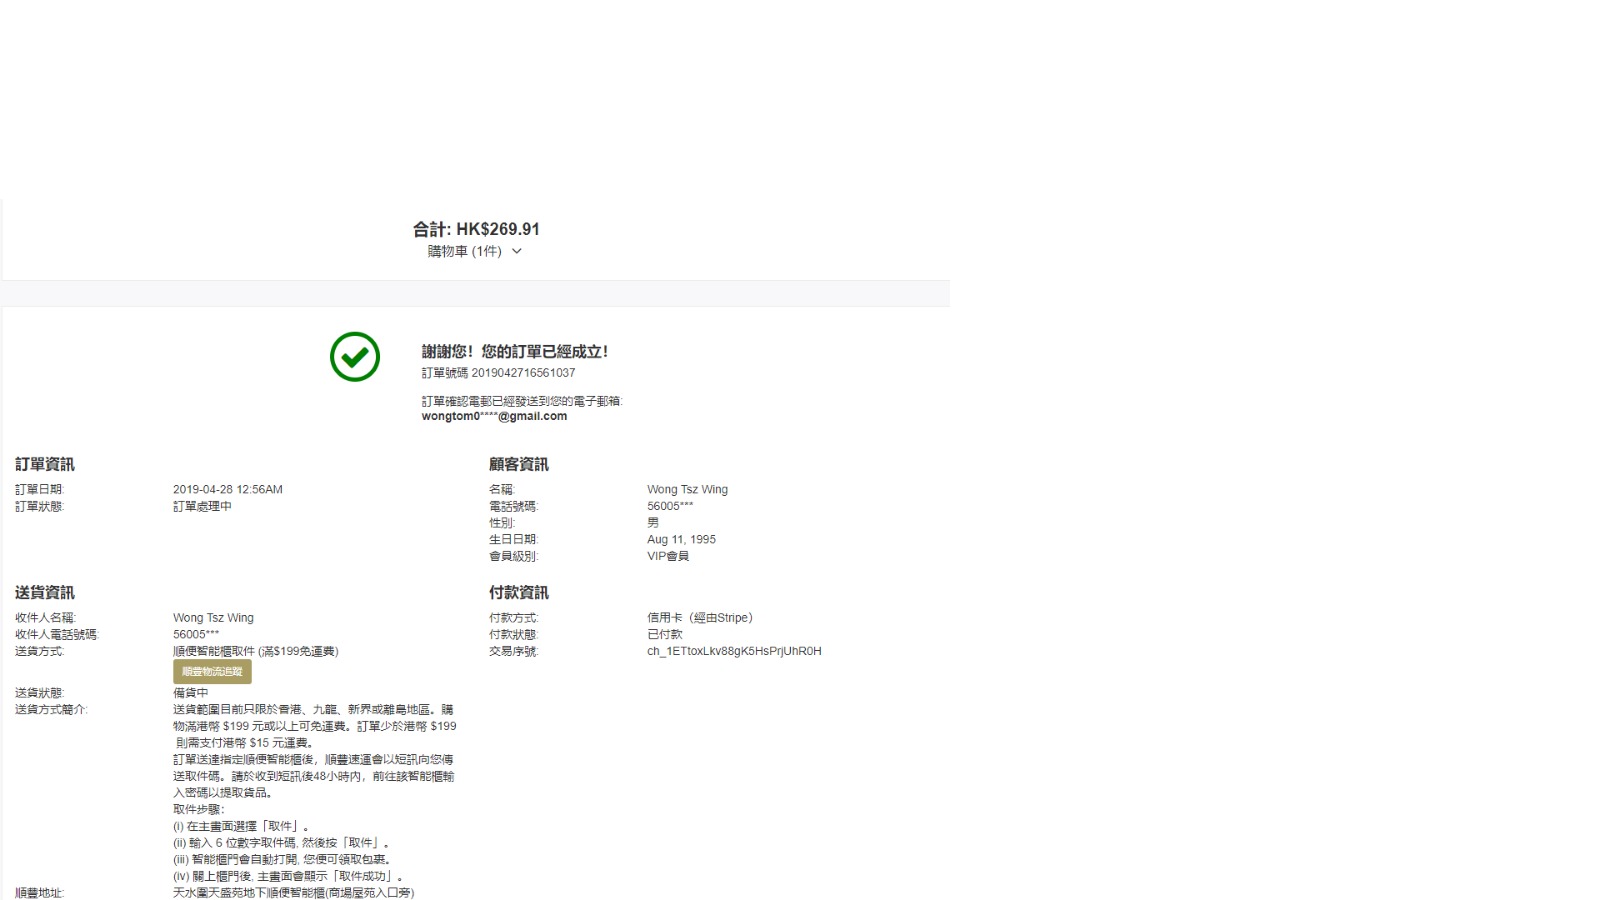 合計: HK$269.91
購物車 (1件)
謝謝您！您的訂單已經成立！
訂單號碼 2019042716561037
訂單確認電郵已經發送到您的電子郵箱:
wongtom0****@gmail.com
訂單資訊
訂單日期: 2019-04-28 12:56AM
訂單狀態: 訂單處理中
顧客資訊
名稱: Wong Tsz Wing
電話號碼: 56005***
性別: 男
生日日期: Aug 11, 1995
會員級別: VIP會員
送貨資訊
收件人名稱: Wong Tsz Wing
收件人電話號碼: 56005***
送貨方式: 順便智能櫃取件 (滿$199免運費)
順豐物流追蹤
送貨狀態: 備貨中
送貨方式簡介: 送貨範圍目前只限於香港、九龍、新界或離島地區。購
物滿港幣 $199 元或以上可免運費。訂單少於港幣 $199
則需支付港幣 $15 元運費。
訂單送達指定順便智能櫃後，順豐速運會以短訊向您傳
送取件碼。請於收到短訊後48小時內，前往該智能櫃輸
入密碼以提取貨品。
取件步驟：
(i) 在主畫面選擇「取件」。
(ii) 輸入 6 位數字取件碼, 然後按「取件」。
(iii) 智能櫃門會自動打開, 您便可領取包裹。
(iv) 關上櫃門後, 主畫面會顯示「取件成功」。
順豐地址: 天水圍天盛苑地下順便智能櫃(商場屋苑入口旁)
付款資訊
付款方式: 信用卡（經由Stripe）
付款狀態: 已付款
交易序號: ch_1ETtoxLkv88gK5HsPrjUhR0H